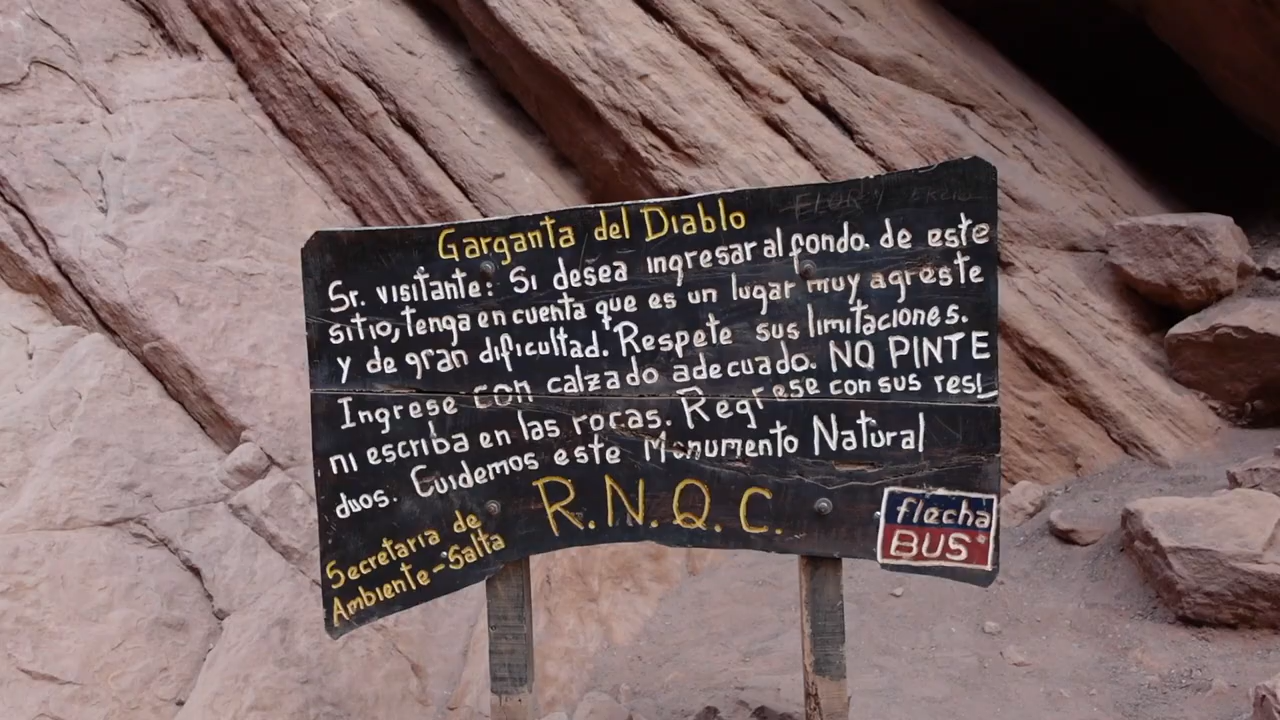 Garganta del Diablo
Sr. visitante: Si desea ingresar al fondo. de este
sitio, tenga en cuenta que es un lugar muy agreste
y de gran dificultad. Respete sus limitaciones.
Ingrese con calzado adecuado. NO PINTE
ni escriba en las rocas. Regrese con sus resi_
duos. Cuidemos este Monumento Natural
R.N.Q.C.
Secretaria de
Ambiente-Salta
flecha
BUS